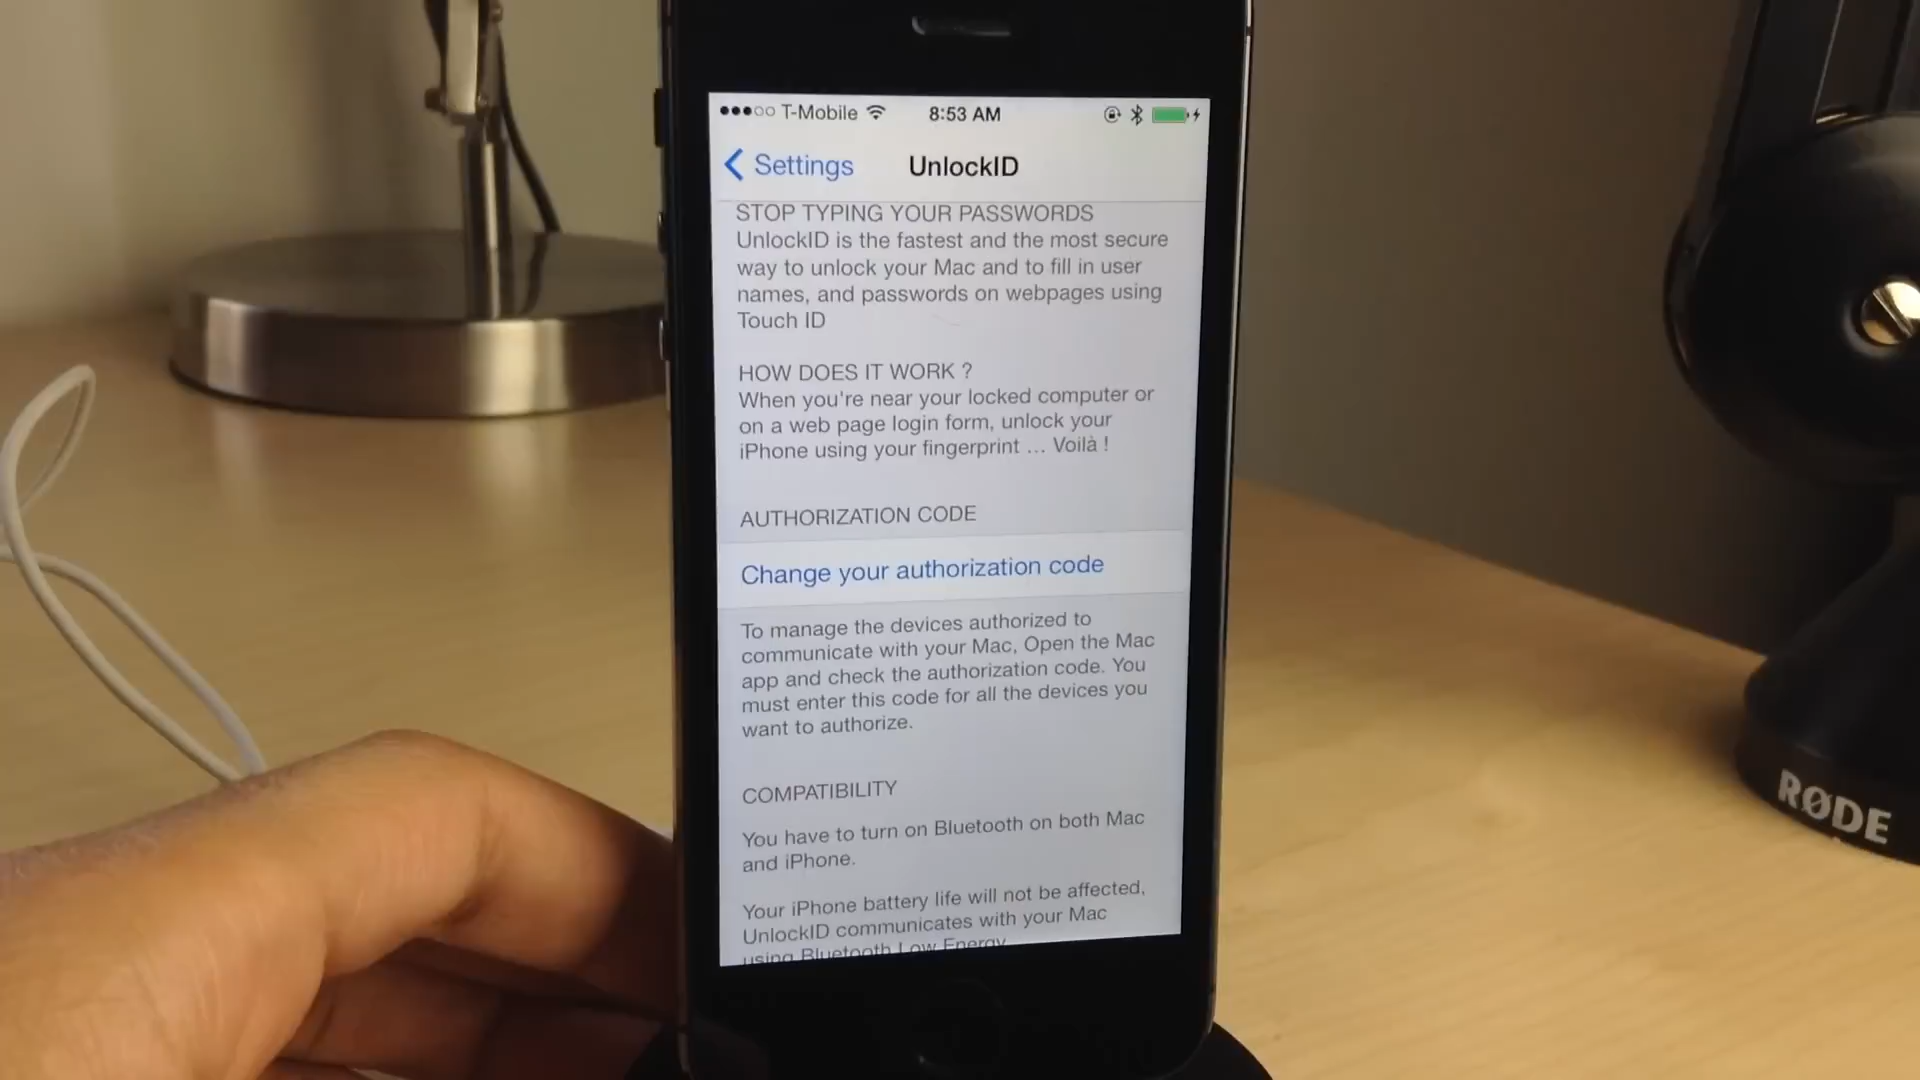 T-Mobile 8:53 AM
Settings UnlockID
STOP TYPING YOUR PASSWORDS
UnlockID is the fastest and the most secure
way to unlock your Mac and to fill in user
names, and passwords on webpages using
Touch ID
HOW DOES IT WORK ?
When you're near your locked computer or
on a web page login form, unlock your
iPhone using your fingerprint ... Voilà !
AUTHORIZATION CODE
Change your authorization code
To manage the devices authorized to
communicate with your Mac, Open the Mac
app and check the authorization code. You
must enter this code for all the devices you
want to authorize.
COMPATIBILITY
You have to turn on Bluetooth on both Mac
and iPhone.
Your iPhone battery life will not be affected,
UnlockID communicates with your Mac
using Bluetooth Low Energy
RØDE